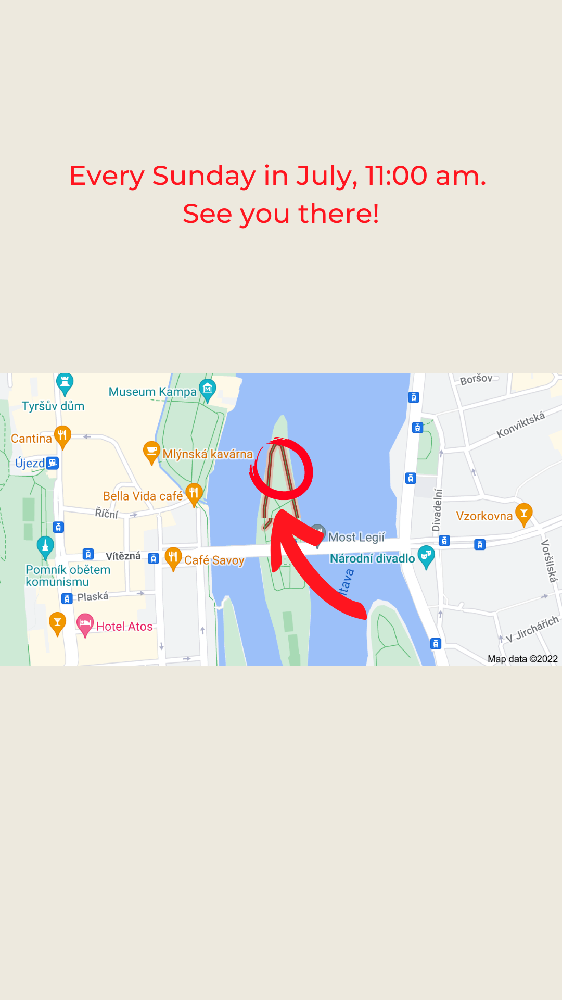 Every Sunday in July, 11:00 am.
See you there!
Boršov
Museum Kampa
Tyršův dům
Konviktská
Cantina
Mlýnská kavárna
Újezd
Bella Vida café
Divadelní
Říční
Vzorkovna
Most Legií
Vítězná
Café Savoy
Národní divadlo
Voršilská
Pomník obětem
komunismu
ltava
Plaská
Hotel Atos
V Jirchářích
Map data ©2022